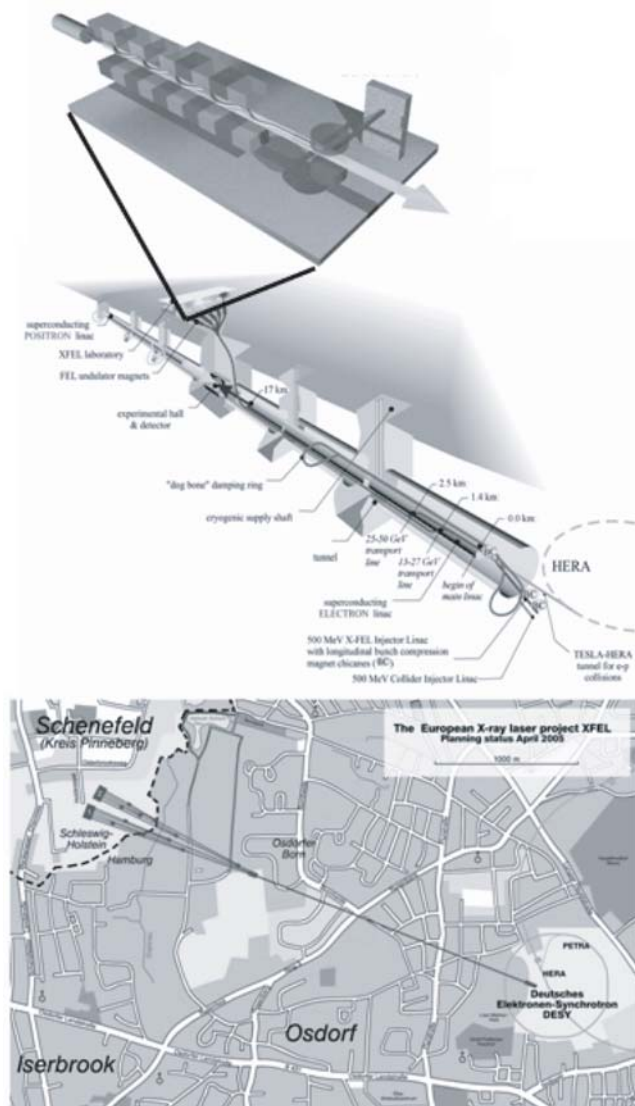 superconducting
POSITRON linac
XFEL laboratory
FEL undulator magnets
experimental hall
& detector
~17 km
"dog bone" damping ring
cryogenic supply shaft
2.5 km
1.4 km
0.0 km
tunnel
25-50 GeV
transport
line
13-27 GeV
transport
line
begin of
main linac
superconducting
ELECTRON linac
HERA
500 MeV X-FEL Injector Linac
with longitudinal bunch compression
magnet chicanes (BC)
500 MeV Collider Injector Linac
TESLA-HERA
tunnel for e-p
collisions
BC
BC
BC
Schenefeld
(Kreis Pinneberg)
The European X-ray laser project XFEL
Planning status April 2005
1000 m
Schleswig-
Holstein
Hamburg
Osdorfer
Born
PETRA
HERA
Deutsches
Elektronen-Synchrotron
DESY
Osdorf
Iserbrook